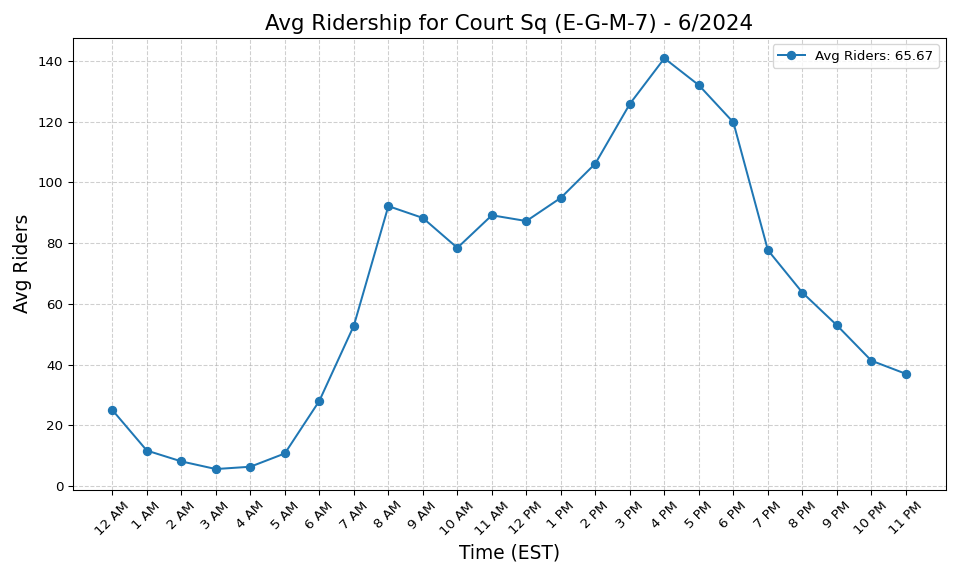 Avg Ridership for Court Sq (E-G-M-7) - 6/2024
Avg Riders: 65.67
Avg Riders
140
120
100
80
60
40
20
0
12 AM
1 AM
2 AM
3 AM
4 AM
5 AM
6 AM
7 AM
8 AM
9 AM
10 AM
11 AM
12 PM
1 PM
2 PM
3 PM
4 PM
5 PM
6 PM
7 PM
8 PM
9 PM
10 PM
11 PM
Time (EST)